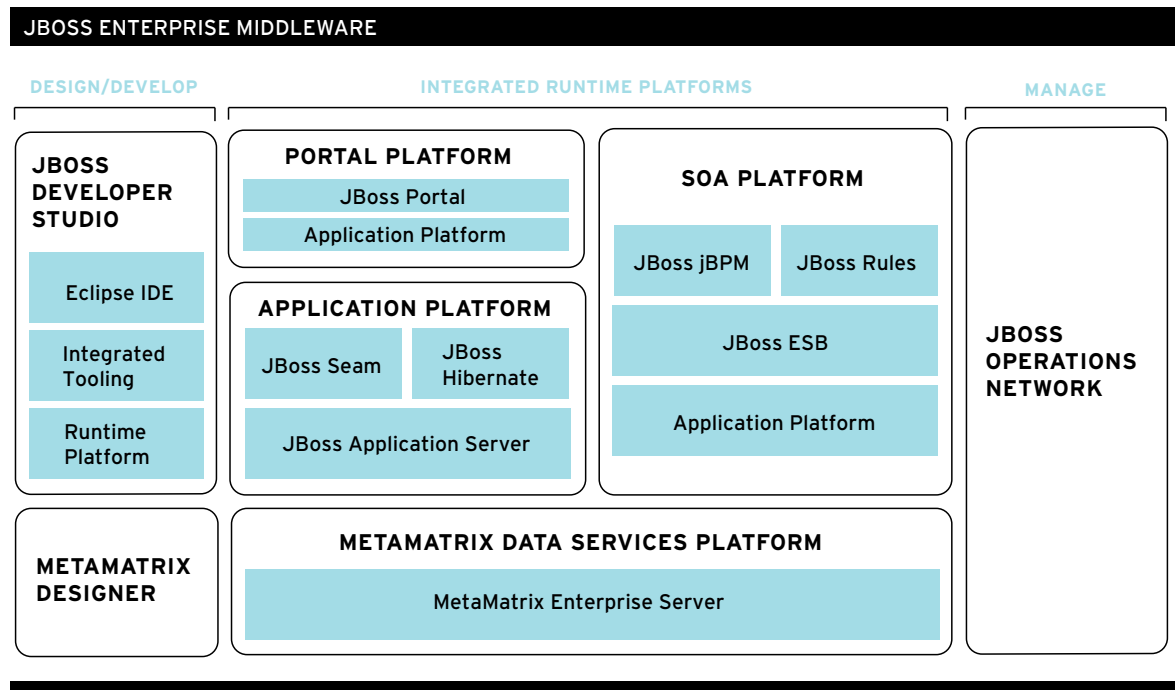 JBOSS ENTERPRISE MIDDLEWARE
DESIGN/DEVELOP
INTEGRATED RUNTIME PLATFORMS
MANAGE
JBOSS
DEVELOPER
STUDIO
Eclipse IDE
Integrated
Tooling
Runtime
Platform
PORTAL PLATFORM
JBoss Portal
Application Platform
APPLICATION PLATFORM
JBoss Seam
JBoss
Hibernate
JBoss Application Server
SOA PLATFORM
JBoss jBPM
JBoss Rules
JBoss ESB
Application Platform
JBOSS
OPERATIONS
NETWORK
METAMATRIX
DESIGNER
METAMATRIX DATA SERVICES PLATFORM
MetaMatrix Enterprise Server